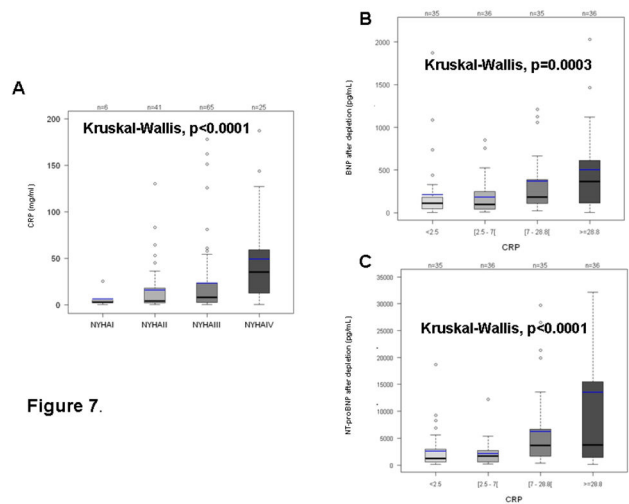 A
n=6 n=41 n=65 n=25
Kruskal-Wallis, p<0.0001
CRP (mg/ml)
200
150
100
50
0
NYHAI NYHAII NYHAIII NYHAIV
B
n=35 n=36 n=35 n=36
Kruskal-Wallis, p=0.0003
BNP after depletion (pg/mL)
2000
1500
1000
500
0
<2.5 [2.5 - 7[ [7 - 28.8[ >=28.8
CRP
C
n=35 n=36 n=35 n=36
Kruskal-Wallis, p<0.0001
NT-proBNP after depletion (pg/mL)
35000
30000
25000
20000
15000
10000
5000
0
<2.5 [2.5 - 7[ [7 - 28.8[ >=28.8
CRP
Figure 7.